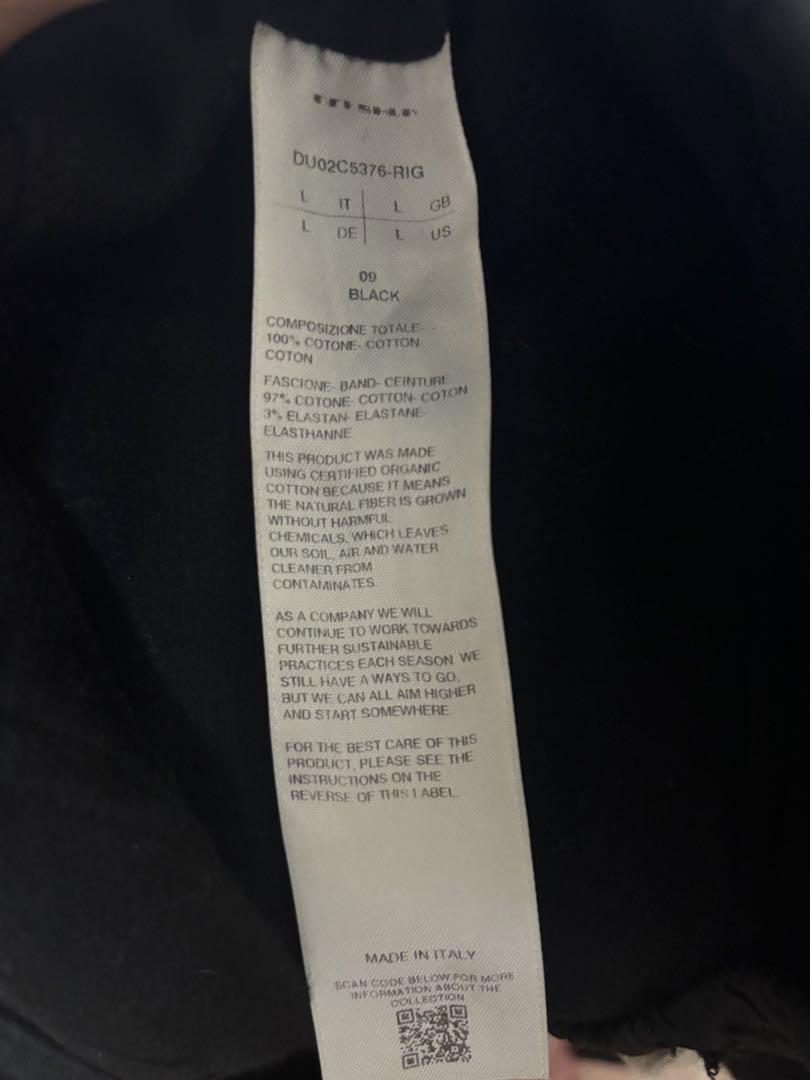 DU02C5376-RIG
L IT L GB
L DE L US
09
BLACK
COMPOSIZIONE TOTALE-
100% COTONE- COTTON
COTON
FASCIONE- BAND- CEINTURE
97% COTONE- COTTON- COTON
3% ELASTAN- ELASTANE-
ELASTHANNE
THIS PRODUCT WAS MADE
USING CERTIFIED ORGANIC
COTTON BECAUSE IT MEANS
THE NATURAL FIBER IS GROWN
WITHOUT HARMFUL
CHEMICALS, WHICH LEAVES
OUR SOIL, AIR AND WATER
CLEANER FROM
CONTAMINATES.
AS A COMPANY WE WILL
CONTINUE TO WORK TOWARDS
FURTHER SUSTAINABLE
PRACTICES EACH SEASON. WE
STILL HAVE A WAYS TO GO,
BUT WE CAN ALL AIM HIGHER
AND START SOMEWHERE.
FOR THE BEST CARE OF THIS
PRODUCT, PLEASE SEE THE
INSTRUCTIONS ON THE
REVERSE OF THIS LABEL.
MADE IN ITALY
SCAN CODE BELOW FOR MORE
INFORMATION ABOUT THE
COLLECTION